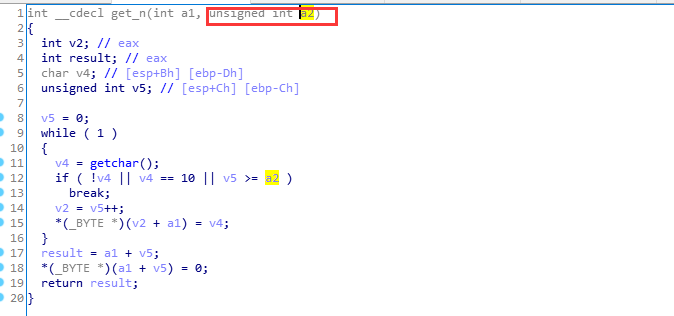 1 int __cdecl get_n(int a1, unsigned int a2)
2 {
3 int v2; // eax
4 int result; // eax
5 char v4; // [esp+Bh] [ebp-Dh]
6 unsigned int v5; // [esp+Ch] [ebp-Ch]
7
8 v5 = 0;
9 while ( 1 )
10 {
11 v4 = getchar();
12 if ( !v4 || v4 == 10 || v5 >= a2 )
13 break;
14 v2 = v5++;
15 *(_BYTE *)(v2 + a1) = v4;
16 }
17 result = a1 + v5;
18 *(_BYTE *)(a1 + v5) = 0;
19 return result;
20 }